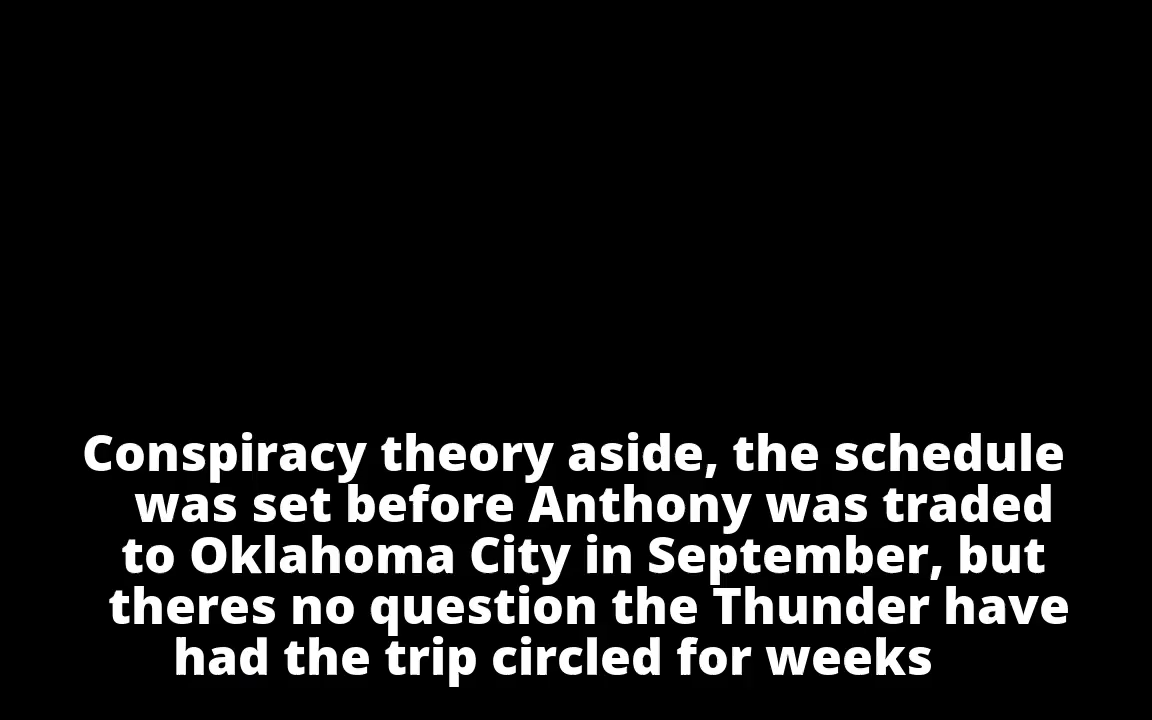 Conspiracy theory aside, the schedule
was set before Anthony was traded
to Oklahoma City in September, but
theres no question the Thunder have
had the trip circled for weeks